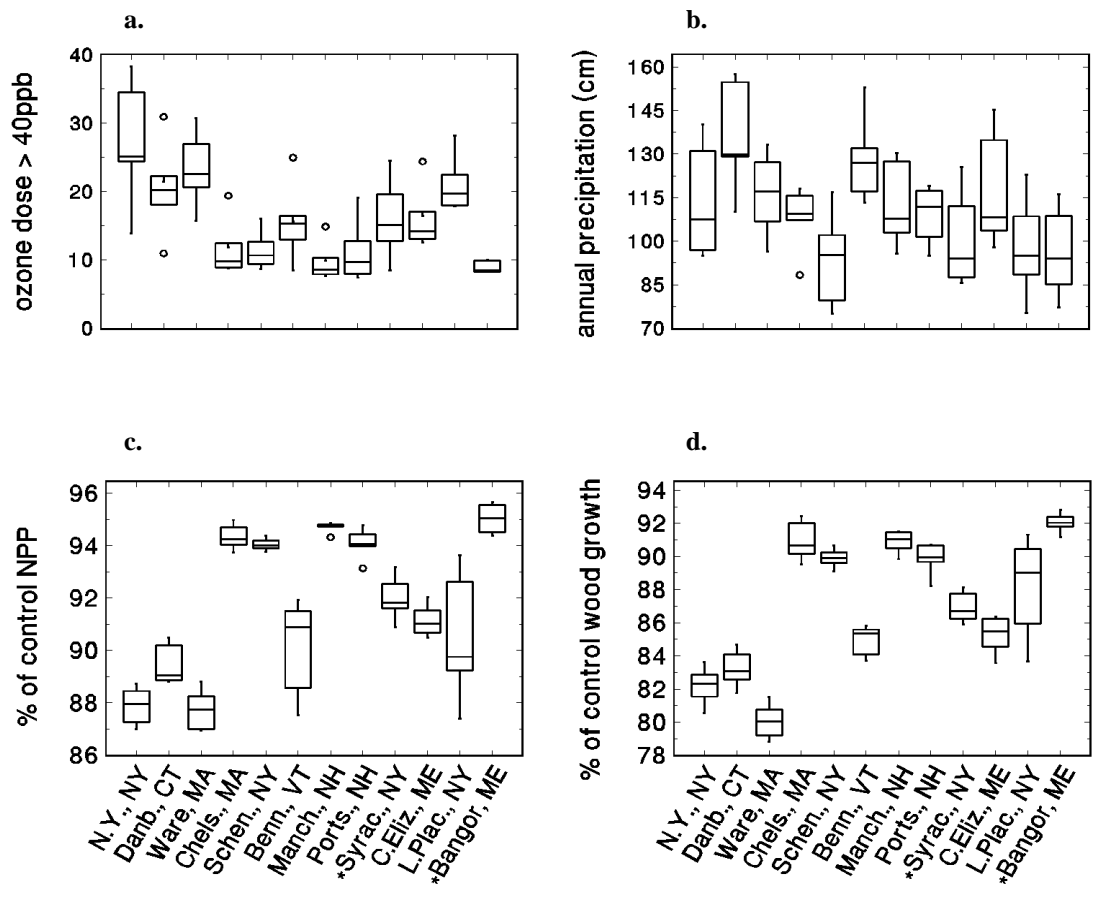 a.
ozone dose > 40ppb
40
30
20
10
0
b.
annual precipitation (cm)
160
145
130
115
100
85
70
c.
% of control NPP
96
94
92
90
88
86
N.Y., NY
Danb., CT
Ware, MA
Chels., MA
Schen., NY
Benn., VT
Manch., NH
Ports., NH
*Syrac., NY
C.Eliz., ME
L.Plac., NY
*Bangor, ME
d.
% of control wood growth
94
92
90
88
86
84
82
80
78
N.Y., NY
Danb., CT
Ware, MA
Chels., MA
Schen., NY
Benn., VT
Manch., NH
Ports., NH
*Syrac., NY
C.Eliz., ME
L.Plac., NY
*Bangor, ME